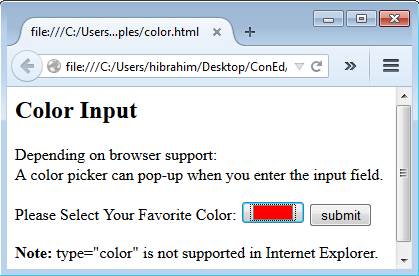 file:///C:/Users...ples/color.html
file:///C:/Users/hibrahim/Desktop/ConEd/
Color Input
Depending on browser support:
A color picker can pop-up when you enter the input field.
Please Select Your Favorite Color: submit
Note: type="color" is not supported in Internet Explorer.